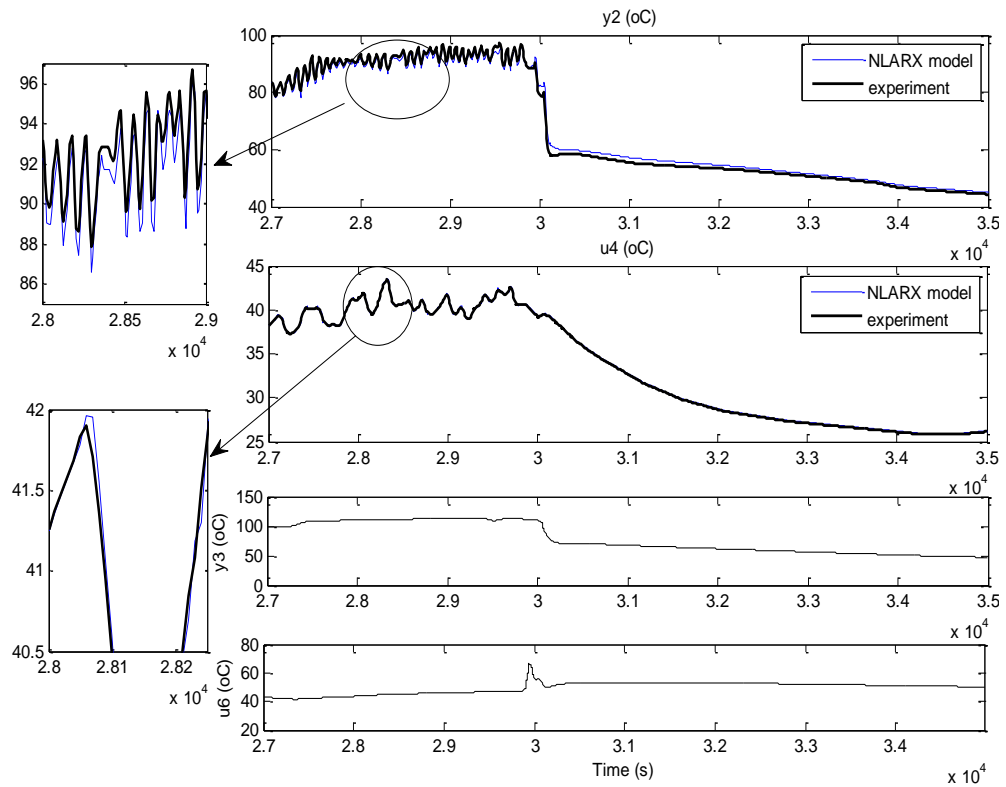 y2 (oC)
100
80
60
40
2.7 2.8 2.9 3 3.1 3.2 3.3 3.4 3.5
x 10^4
NLARX model
experiment
96
94
92
90
88
86
2.8 2.85 2.9
x 10^4
u4 (oC)
45
40
35
30
25
2.7 2.8 2.9 3 3.1 3.2 3.3 3.4 3.5
x 10^4
NLARX model
experiment
42
41.5
41
40.5
2.8 2.81 2.82
x 10^4
y3 (oC)
150
100
50
0
2.7 2.8 2.9 3 3.1 3.2 3.3 3.4 3.5
x 10^4
u6 (oC)
80
60
40
20
2.7 2.8 2.9 3 3.1 3.2 3.3 3.4 3.5
Time (s)
x 10^4